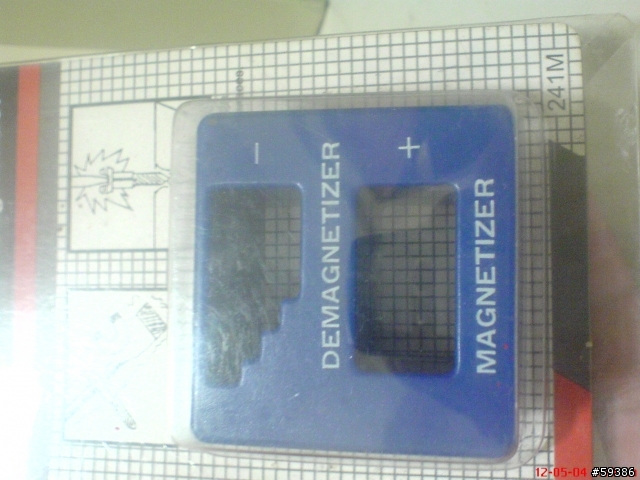 241M
+
MAGNETIZER
−
DEMAGNETIZER
12-05-04 #59386